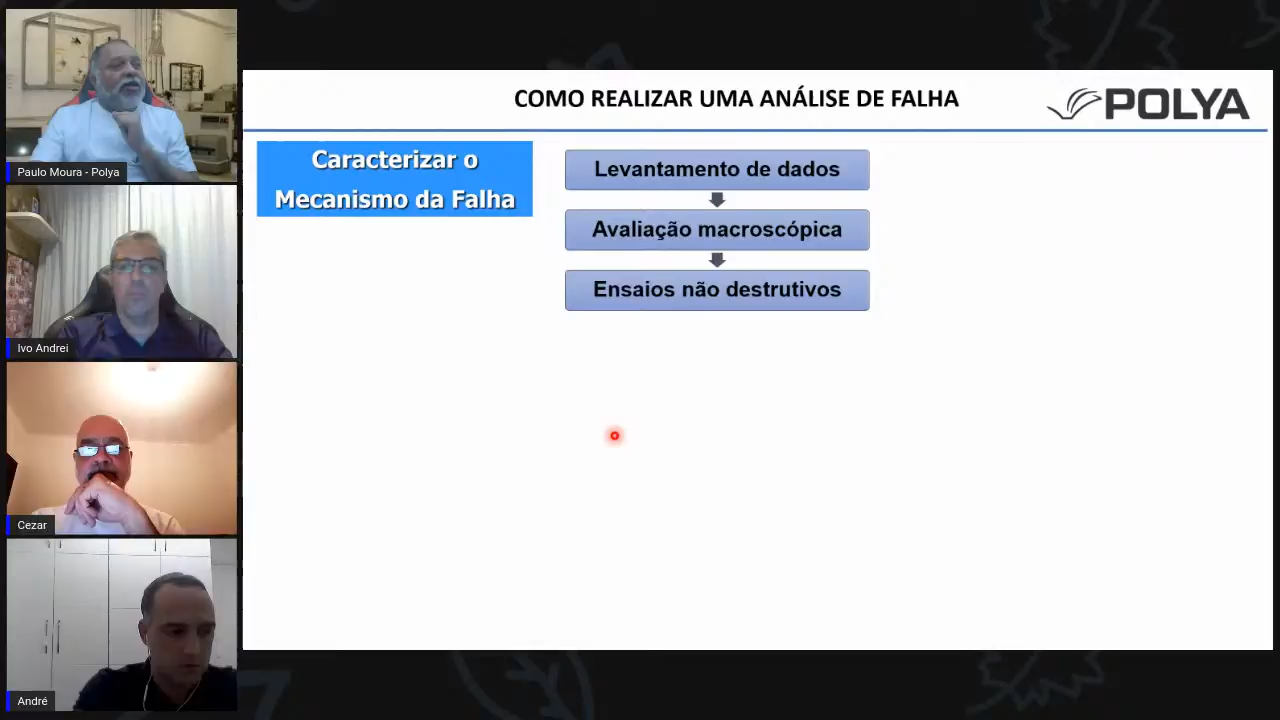 COMO REALIZAR UMA ANÁLISE DE FALHA
POLYA
Caracterizar o
Mecanismo da Falha
Levantamento de dados
Avaliação macroscópica
Ensaios não destrutivos
Paulo Moura - Polya
Ivo Andrei
Cezar
André